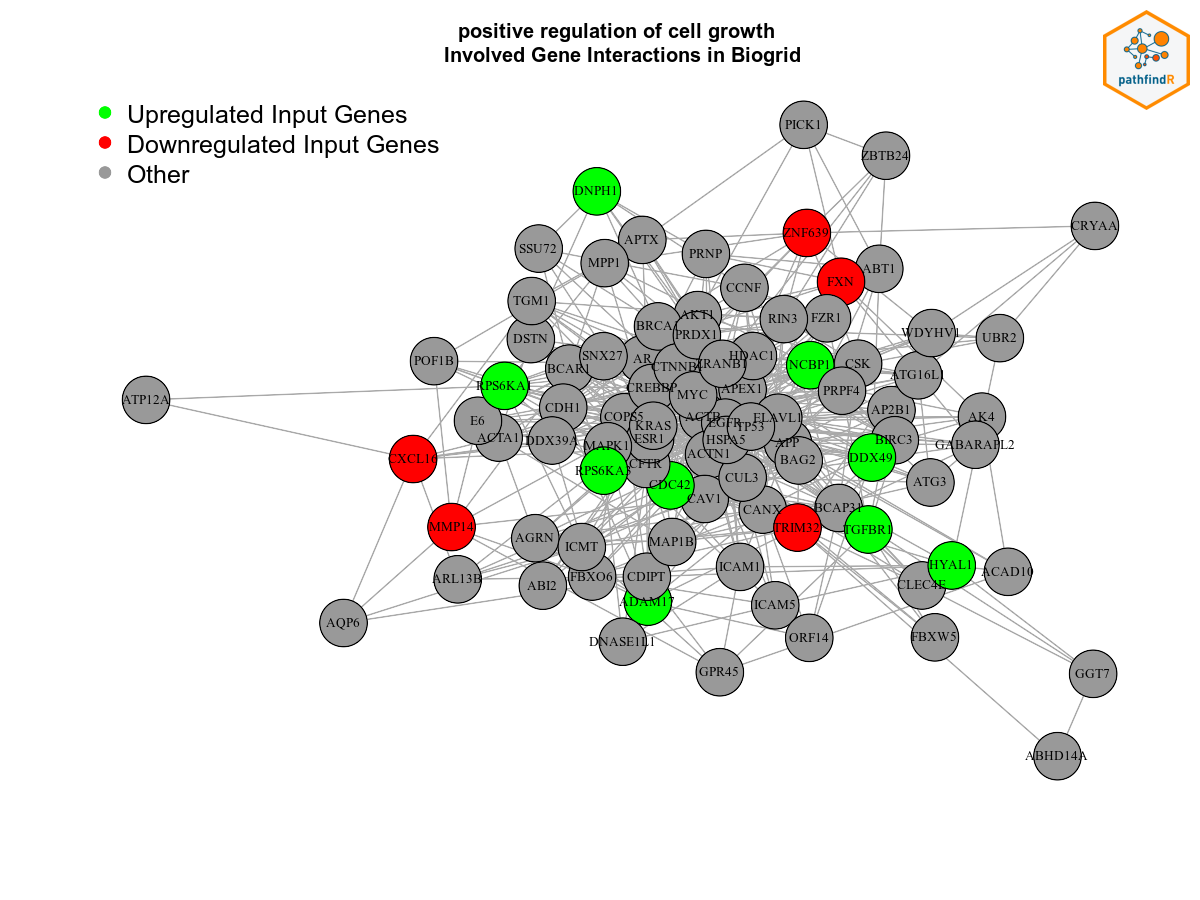 positive regulation of cell growth
Involved Gene Interactions in Biogrid
pathfindR
Upregulated Input Genes
Downregulated Input Genes
Other
PICK1
ZBTB24
DNPH1
CRYAA
ZNF639
APTX
SSU72
PRNP
MPP1
ABT1
FXN
CCNF
TGM1
AKT1
RIN3
FZR1
BRCA
PRDX1
WDYHV1
DSTN
UBR2
SNX27
AR
HDAC1
POF1B
BCAR1
CTNNB
ZRANB1
NCBP1
CSK
ATG16L1
RPS6KA1
CREBBP
APEX1
PRPF4
MYC
ATP12A
CDH1
AP2B1
COPS5
ACTB
ELAVL1
AK4
E6
EGFR
KRAS
TP53
ACTA1
DDX39A
ESR1
HSPA5
APP
BIRC3
GABARAPL2
MAPK1
ACTN1
CXCL16
CFTR
BAG2
DDX49
RPS6KA3
CUL3
ATG3
CDC42
CAV1
CANX
BCAP31
MMP14
TRIM32
TGFBR1
AGRN
ICMT
MAP1B
HYAL1
ACAD10
ICAM1
ARL13B
ABI2
FBXO6
CDIPT
CLEC4E
ADAM17
ICAM5
AQP6
DNASE1L1
ORF14
FBXW5
GPR45
GGT7
ABHD14A